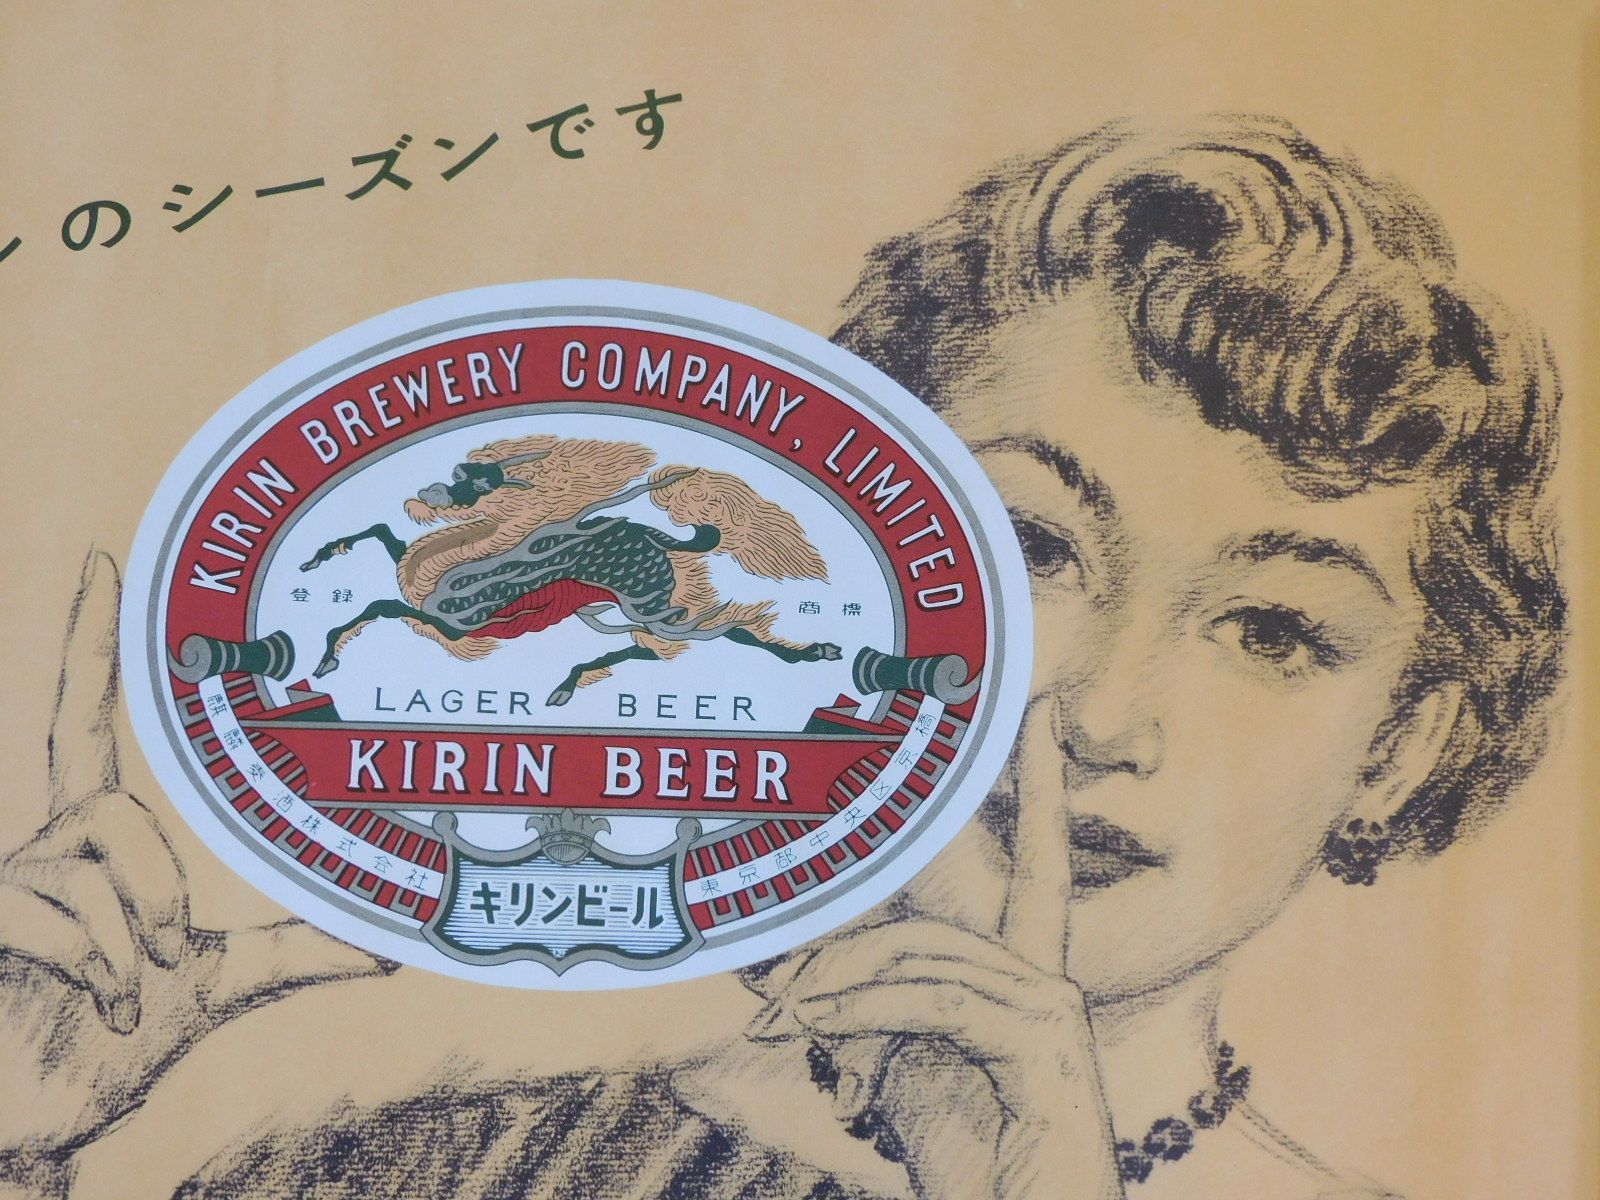 のシーズンです
KIRIN BREWERY COMPANY, LIMITED
登録 商標
LAGER BEER
KIRIN BEER
麒麟麦酒株式会社
東京都中央区京橋
キリンビール